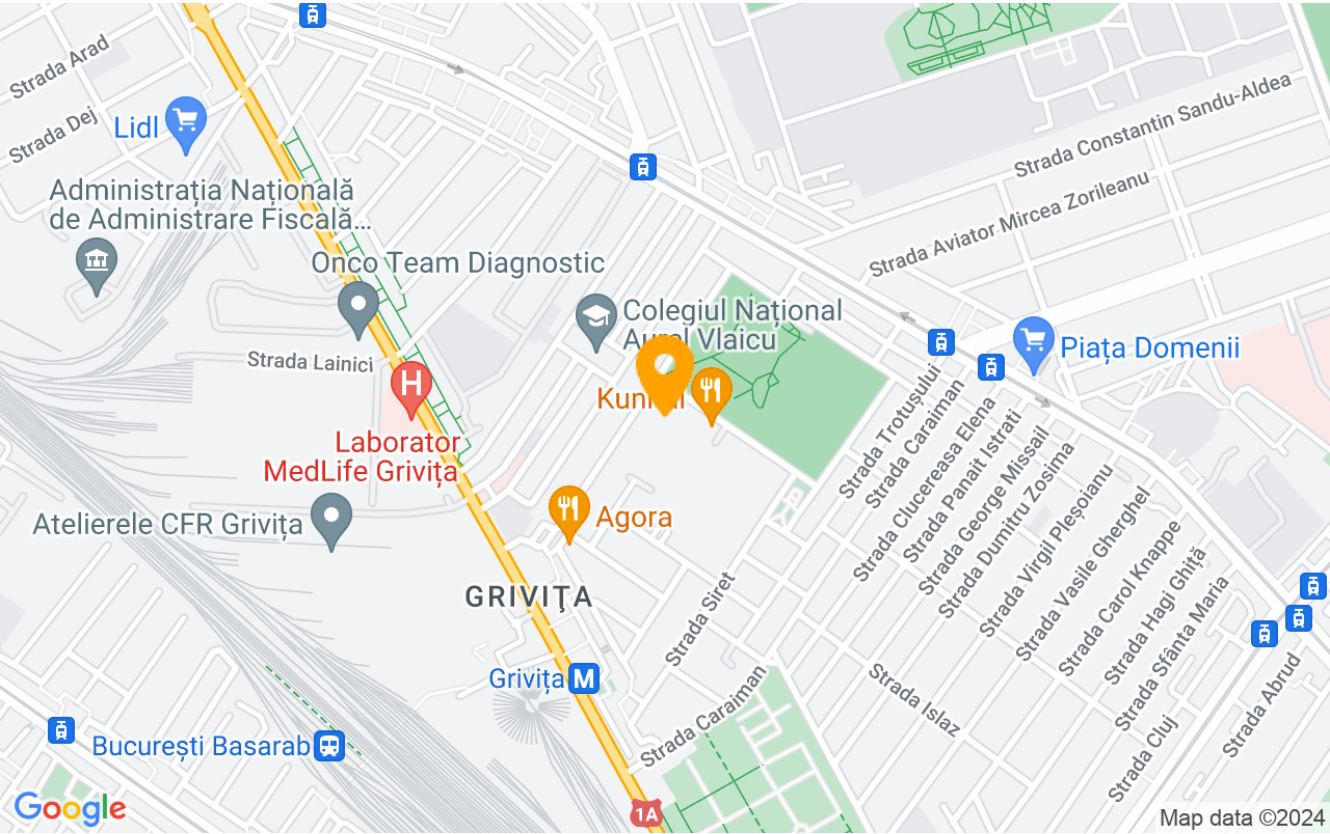 Strada Arad
Strada Dej
Lidl
Administrația Națională
de Administrare Fiscală...
Onco Team Diagnostic
Strada Constantin Sandu-Aldea
Strada Aviator Mircea Zorileanu
Colegiul Național
Aurel Vlaicu
Piața Domenii
Strada Lainici
H
Laborator
MedLife Grivița
Atelierele CFR Grivița
Agora
GRIVIȚA
Strada Trotușului
Strada Caraiman
Strada Clucereasa Elena
Strada Panait Istrati
Strada George Missail
Strada Dumitru Zosima
Strada Virgil Pleșoianu
Strada Vasile Gherghel
Strada Carol Knappe
Strada Hagi Ghiță
Strada Sfânta Maria
Strada Cluj
Strada Abrud
Strada Siret
Strada Islaz
Strada Caraiman
Grivița M
București Basarab
1A
Google
Map data ©2024